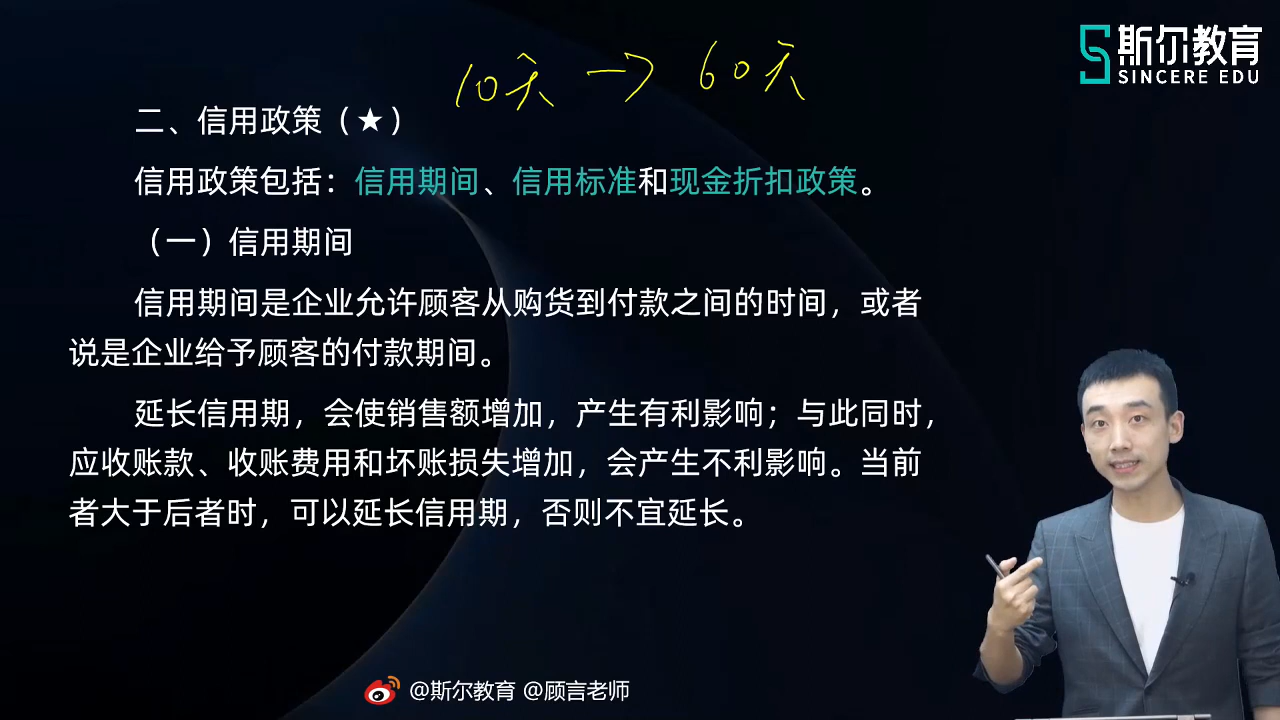 斯尔教育
SINCERE EDU
10天 → 60天
二、信用政策（★）
信用政策包括：信用期间、信用标准和现金折扣政策。
（一）信用期间
信用期间是企业允许顾客从购货到付款之间的时间，或者
说是企业给予顾客的付款期间。
延长信用期，会使销售额增加，产生有利影响；与此同时，
应收账款、收账费用和坏账损失增加，会产生不利影响。当前
者大于后者时，可以延长信用期，否则不宜延长。
@斯尔教育 @顾言老师